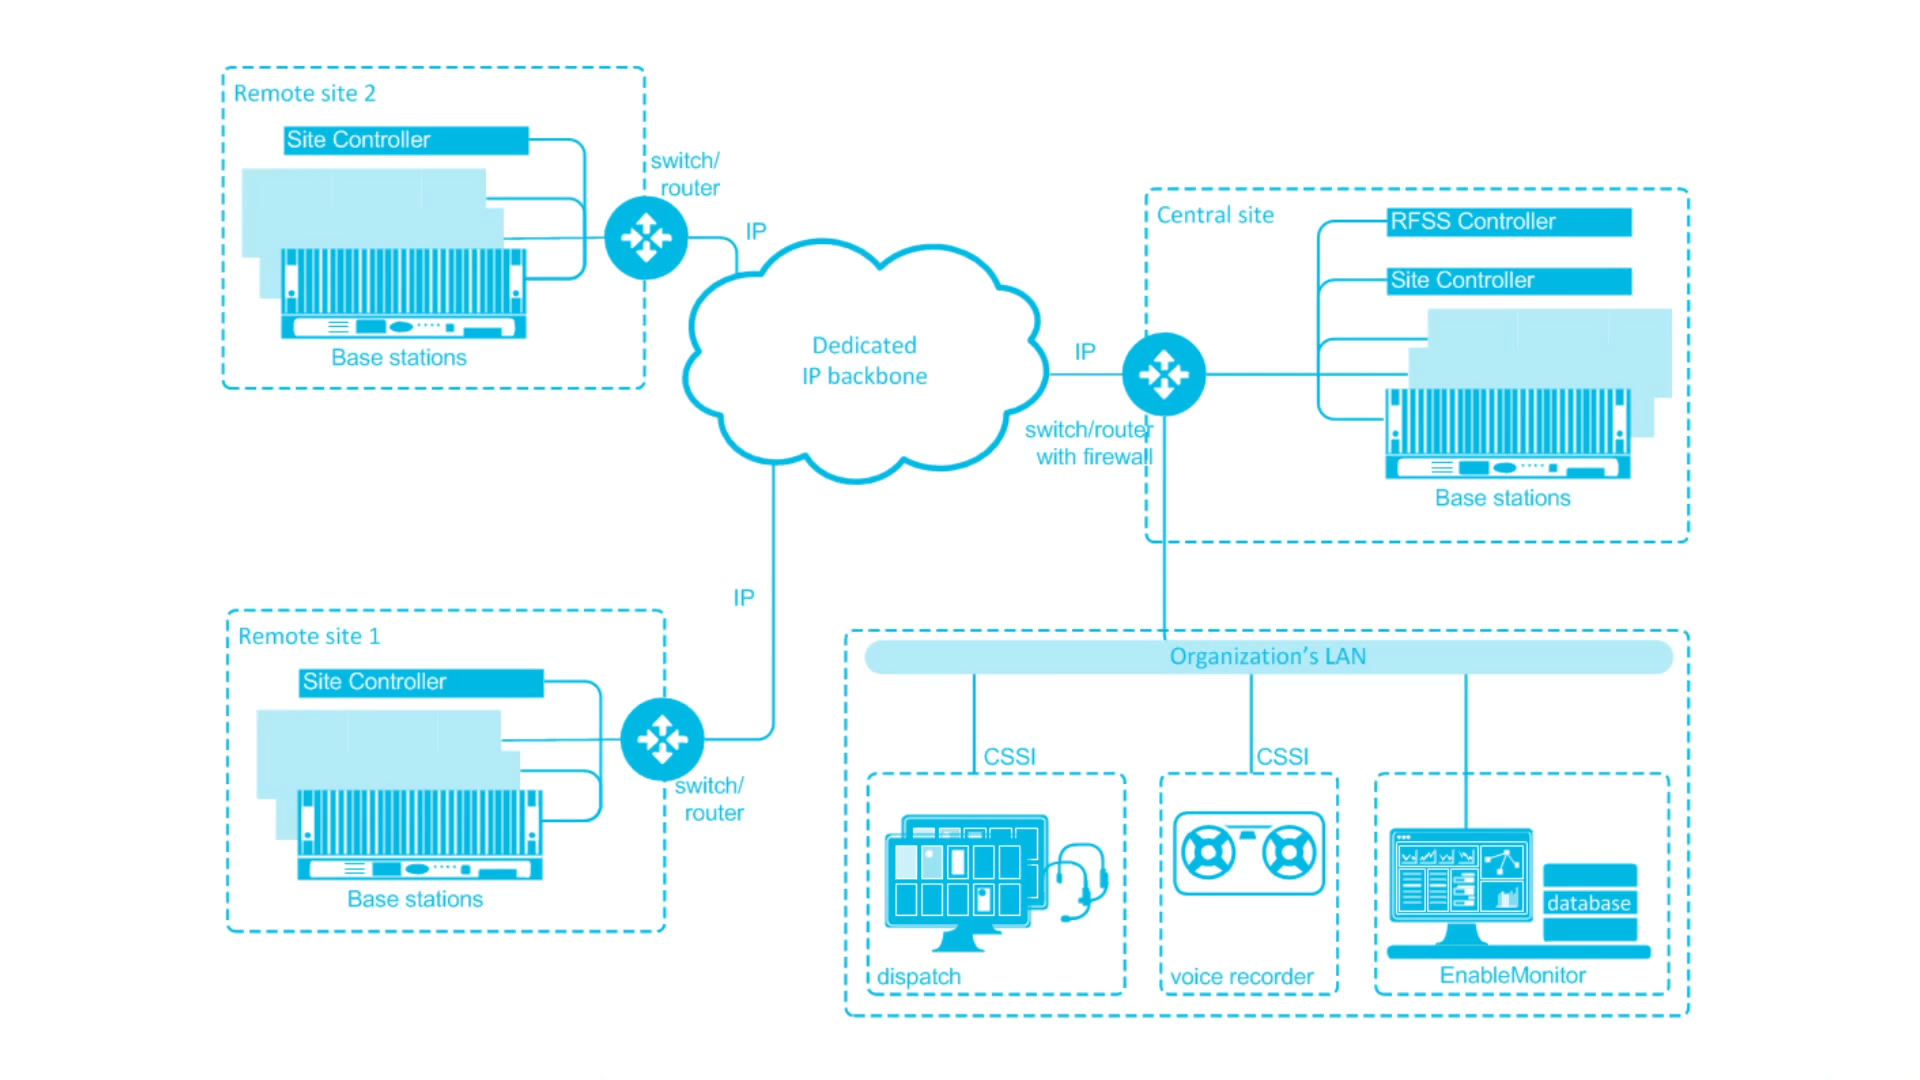 Remote site 2
Site Controller
switch/
router
Base stations
IP
Dedicated
IP backbone
IP
switch/router
with firewall
Central site
RFSS Controller
Site Controller
Base stations
Remote site 1
Site Controller
Base stations
switch/
router
IP
Organization’s LAN
CSSI
CSSI
dispatch
voice recorder
database
EnableMonitor